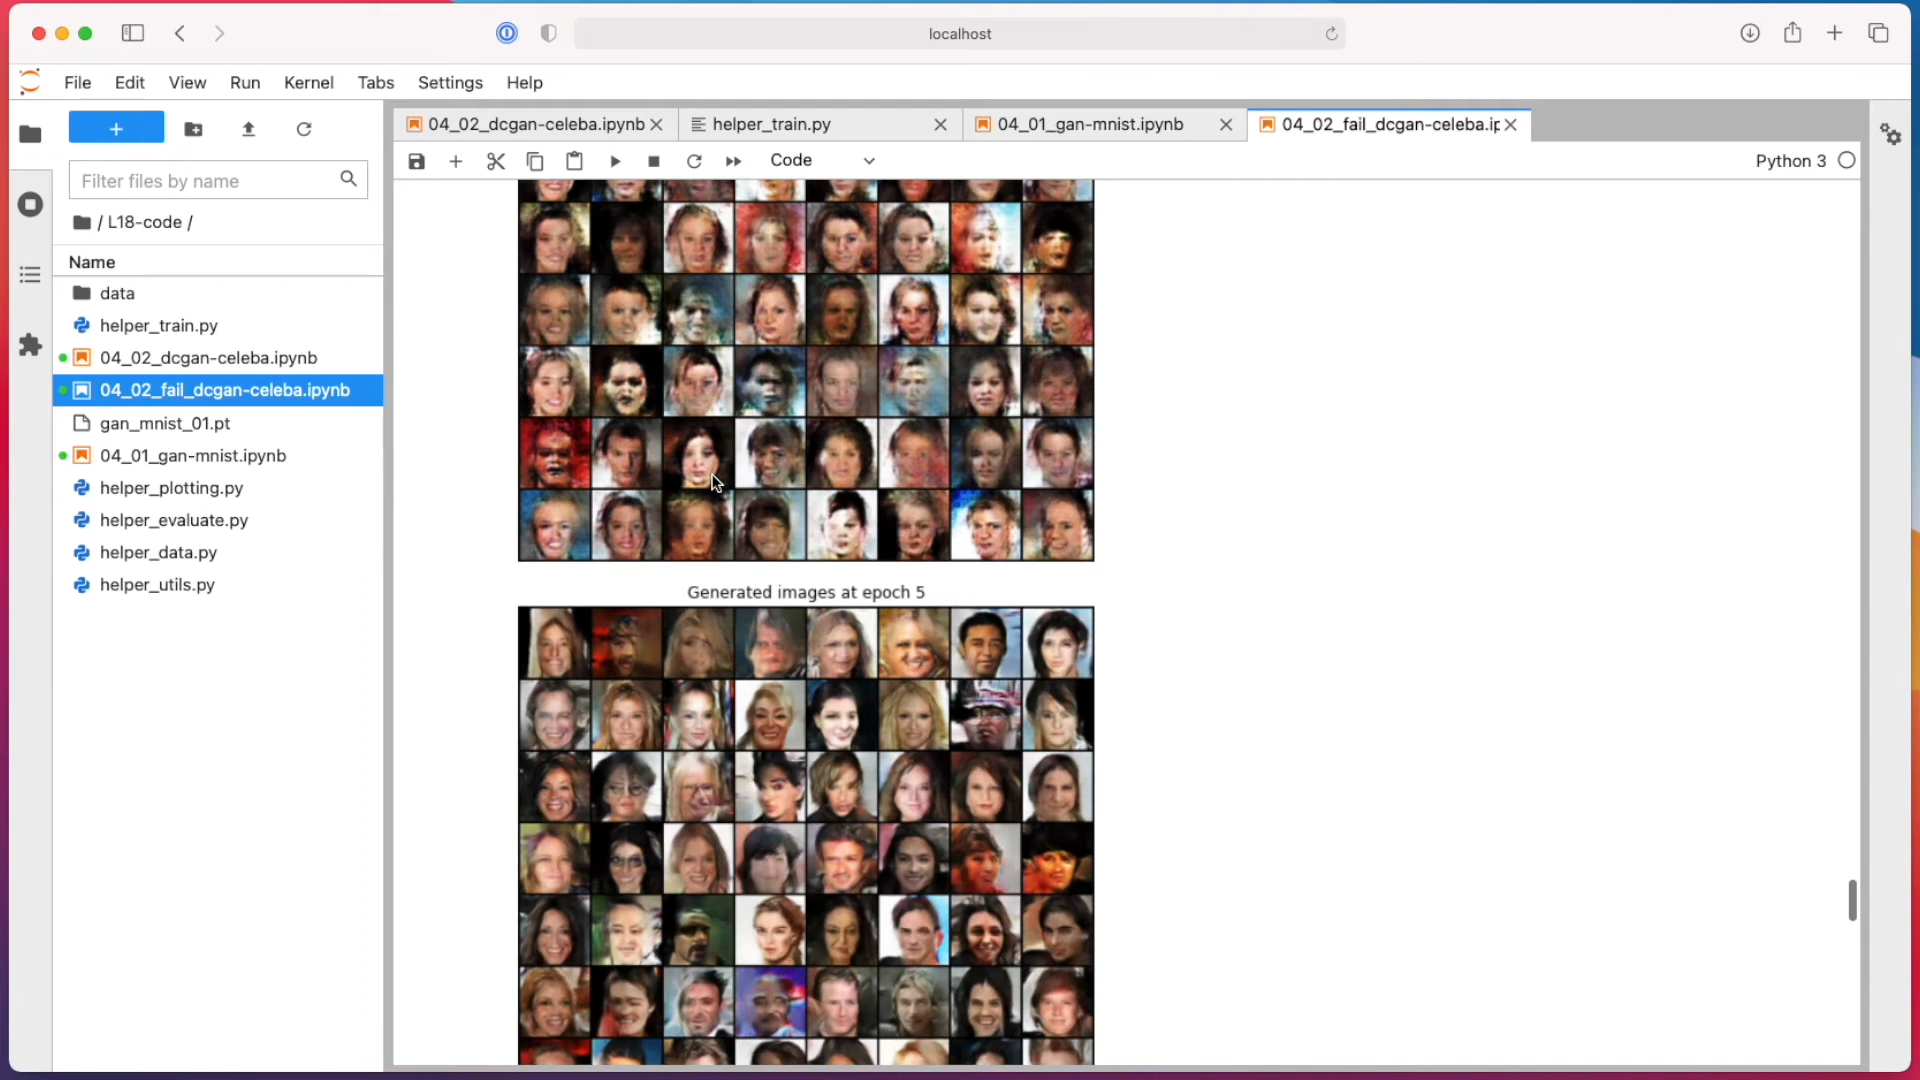 localhost
File Edit View Run Kernel Tabs Settings Help
04_02_dcgan-celeba.ipynb helper_train.py 04_01_gan-mnist.ipynb 04_02_fail_dcgan-celeba.ip
Code Python 3
Filter files by name
/ L18-code /
Name
data
helper_train.py
04_02_dcgan-celeba.ipynb
04_02_fail_dcgan-celeba.ipynb
gan_mnist_01.pt
04_01_gan-mnist.ipynb
helper_plotting.py
helper_evaluate.py
helper_data.py
helper_utils.py
Generated images at epoch 5